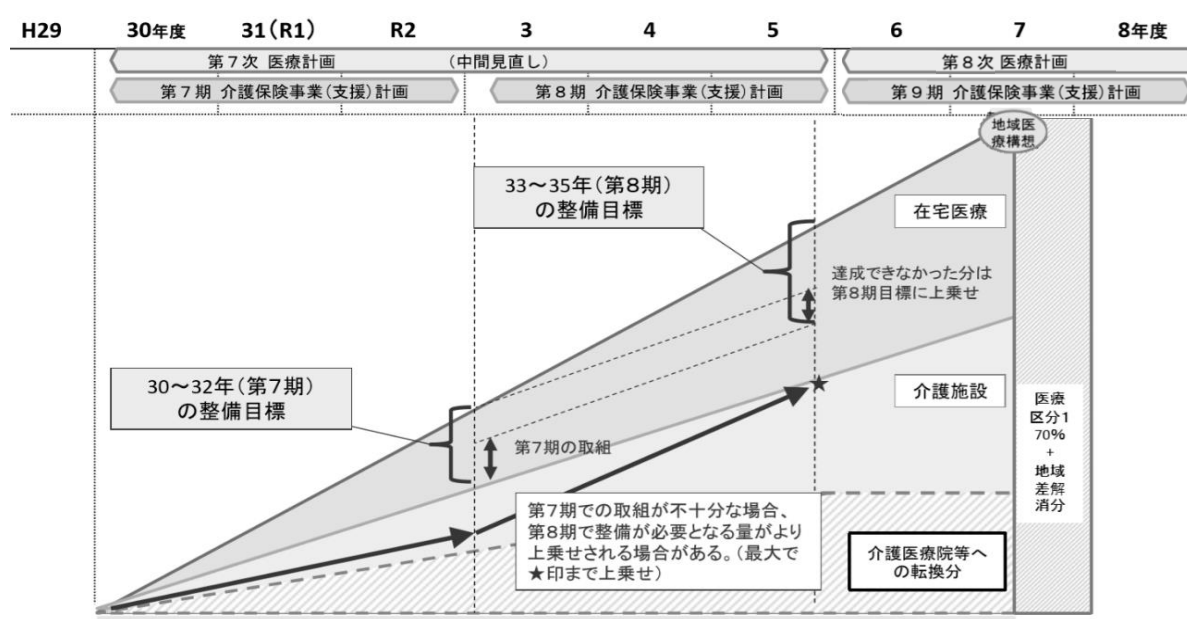 H29 30年度 31(R1) R2 3 4 5 6 7 8年度
第7次 医療計画 (中間見直し) 第8次 医療計画
第7期 介護保険事業(支援)計画 第8期 介護保険事業(支援)計画 第9期 介護保険事業(支援)計画
地域医
療構想
33～35年(第8期)
の整備目標
在宅医療
達成できなかった分は
第8期目標に上乗せ
30～32年(第7期)
の整備目標
第7期の取組
★
介護施設
医療
区分1
70%
+
地域
差解
消分
第7期での取組が不十分な場合、
第8期で整備が必要となる量がより
上乗せされる場合がある。(最大で
★印まで上乗せ)
介護医療院等へ
の転換分